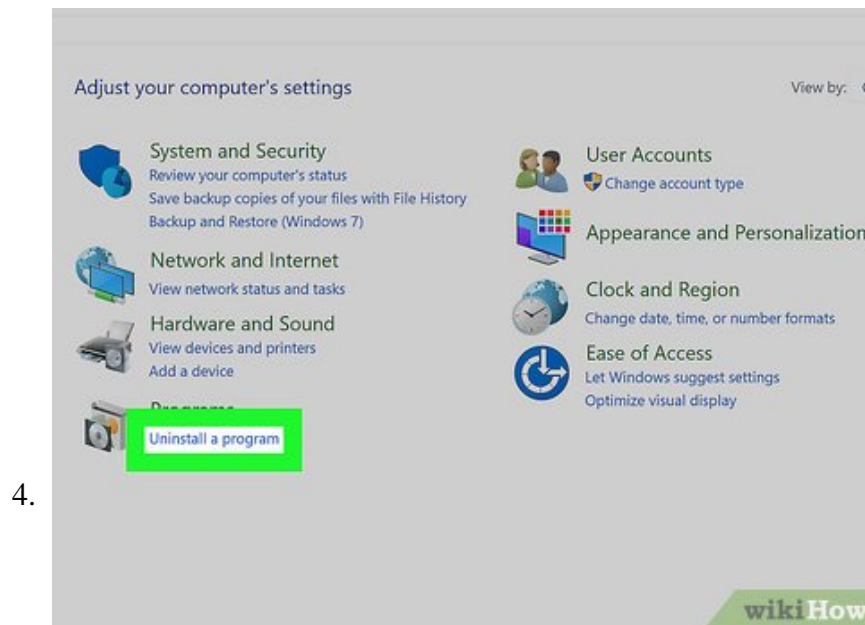 Adjust your computer's settings
View by:
System and Security
Review your computer's status
Save backup copies of your files with File History
Backup and Restore (Windows 7)
Network and Internet
View network status and tasks
Hardware and Sound
View devices and printers
Add a device
Programs
Uninstall a program
User Accounts
Change account type
Appearance and Personalization
Clock and Region
Change date, time, or number formats
Ease of Access
Let Windows suggest settings
Optimize visual display
4.
wikiHow